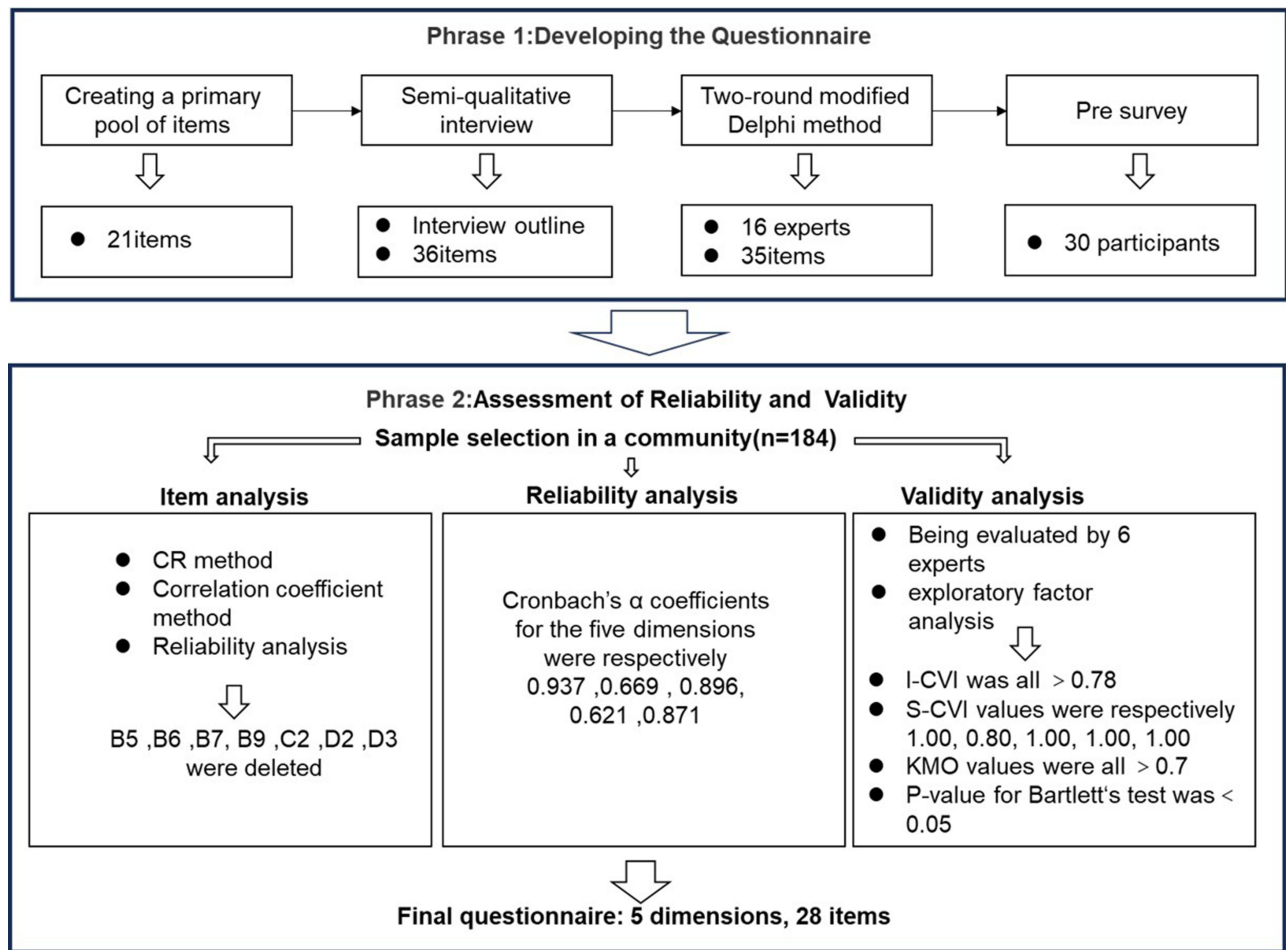 Phrase 1:Developing the Questionnaire
Creating a primary
pool of items
Semi-qualitative
interview
Two-round modified
Delphi method
Pre survey
● 21items
● Interview outline
● 36items
● 16 experts
● 35items
● 30 participants
Phrase 2:Assessment of Reliability and Validity
Sample selection in a community(n=184)
Item analysis
● CR method
● Correlation coefficient
method
● Reliability analysis
B5 ,B6 ,B7, B9 ,C2 ,D2 ,D3
were deleted
Reliability analysis
Cronbach’s α coefficients
for the five dimensions
were respectively
0.937 ,0.669 , 0.896,
0.621 ,0.871
Validity analysis
● Being evaluated by 6
experts
● exploratory factor
analysis
● I-CVI was all > 0.78
● S-CVI values were respectively
1.00, 0.80, 1.00, 1.00, 1.00
● KMO values were all > 0.7
● P-value for Bartlett‘s test was <
0.05
Final questionnaire: 5 dimensions, 28 items